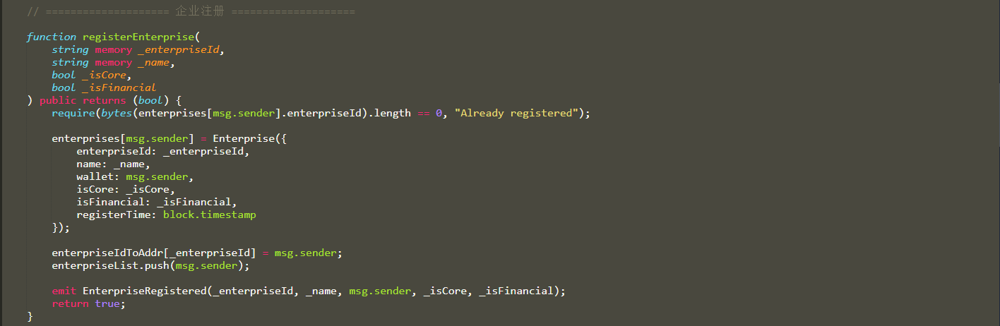 // ==================== 企业注册 ====================
function registerEnterprise(
string memory _enterpriseId,
string memory _name,
bool _isCore,
bool _isFinancial
) public returns (bool) {
require(bytes(enterprises[msg.sender].enterpriseId).length == 0, "Already registered");
enterprises[msg.sender] = Enterprise({
enterpriseId: _enterpriseId,
name: _name,
wallet: msg.sender,
isCore: _isCore,
isFinancial: _isFinancial,
registerTime: block.timestamp
});
enterpriseIdToAddr[_enterpriseId] = msg.sender;
enterpriseList.push(msg.sender);
emit EnterpriseRegistered(_enterpriseId, _name, msg.sender, _isCore, _isFinancial);
return true;
}